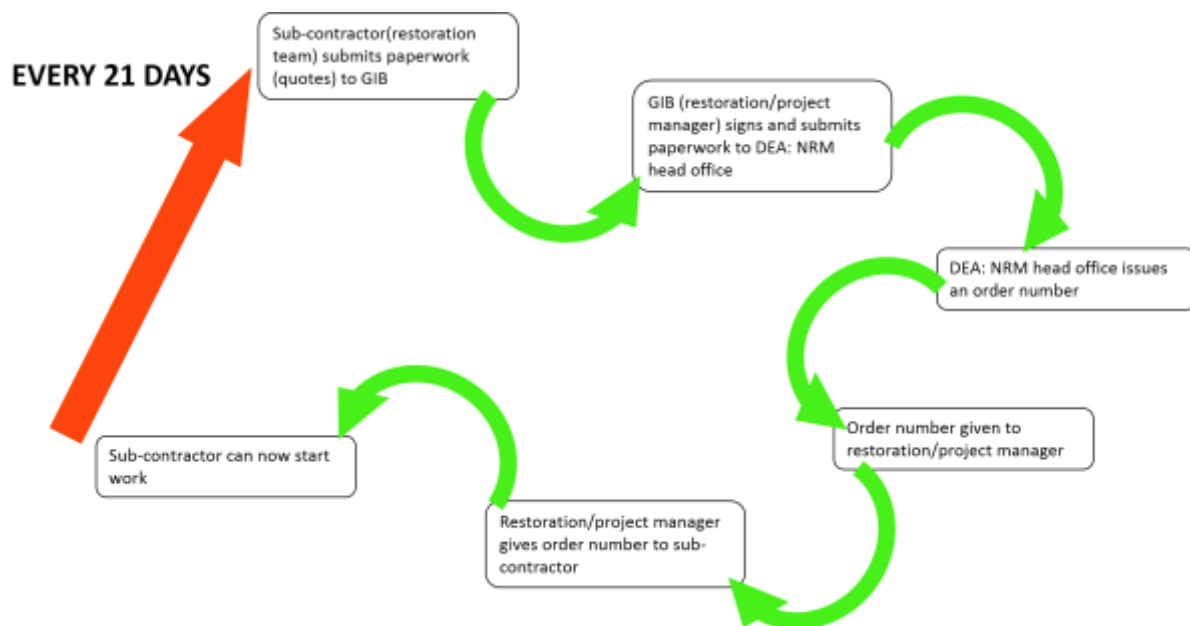 EVERY 21 DAYS
Sub-contractor(restoration
team) submits paperwork
(quotes) to GIB
GIB (restoration/project
manager) signs and submits
paperwork to DEA: NRM
head office
DEA: NRM head office issues
an order number
Order number given to
restoration/project manager
Restoration/project manager
gives order number to sub-
contractor
Sub-contractor can now start
work